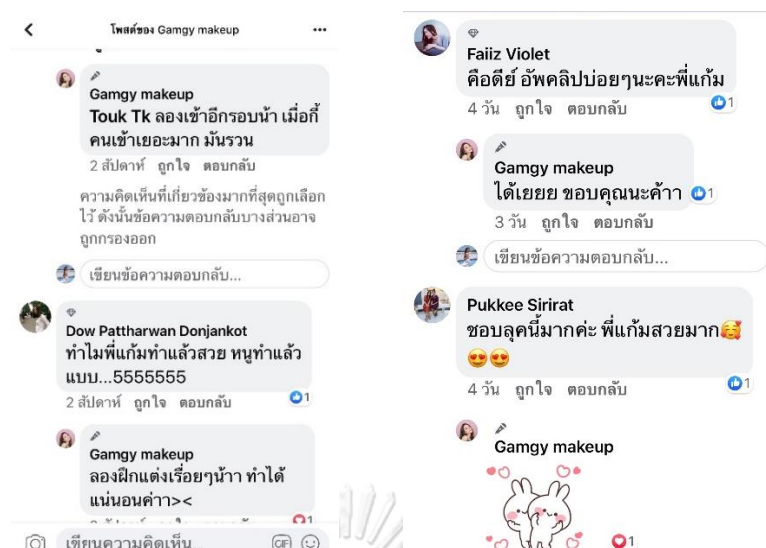 โพสต์ของ Gamgy makeup
Gamgy makeup
Touk Tk ลองเข้าอีกรอบน้า เมื่อกี้
คนเข้าเยอะมาก มันรวน
2 สัปดาห์ ถูกใจ ตอบกลับ
ความคิดเห็นที่เกี่ยวข้องมากที่สุดถูกเลือก
ไว้ ดังนั้นข้อความตอบกลับบางส่วนอาจ
ถูกกรองออก
เขียนข้อความตอบกลับ...
Dow Pattharwan Donjankot
ทำไมพี่แก้มทำแล้วสวย หนูทำแล้ว
แบบ...5555555
2 สัปดาห์ ถูกใจ ตอบกลับ 1
Gamgy makeup
ลองฝึกแต่งเรื่อยๆน้าา ทำได้
แน่นอนค่าา><
1
เขียนความคิดเห็น... GIF
Faiiz Violet
คือดีย์ อัพคลิปบ่อยๆนะคะพี่แก้ม
4 วัน ถูกใจ ตอบกลับ 1
Gamgy makeup
ได้เยยย ขอบคุณนะค้าา 1
3 วัน ถูกใจ ตอบกลับ
เขียนข้อความตอบกลับ...
Pukkee Sirirat
ชอบลุคนี้มากค่ะ พี่แก้มสวยมาก🥰
😍😍
4 วัน ถูกใจ ตอบกลับ 1
Gamgy makeup
1